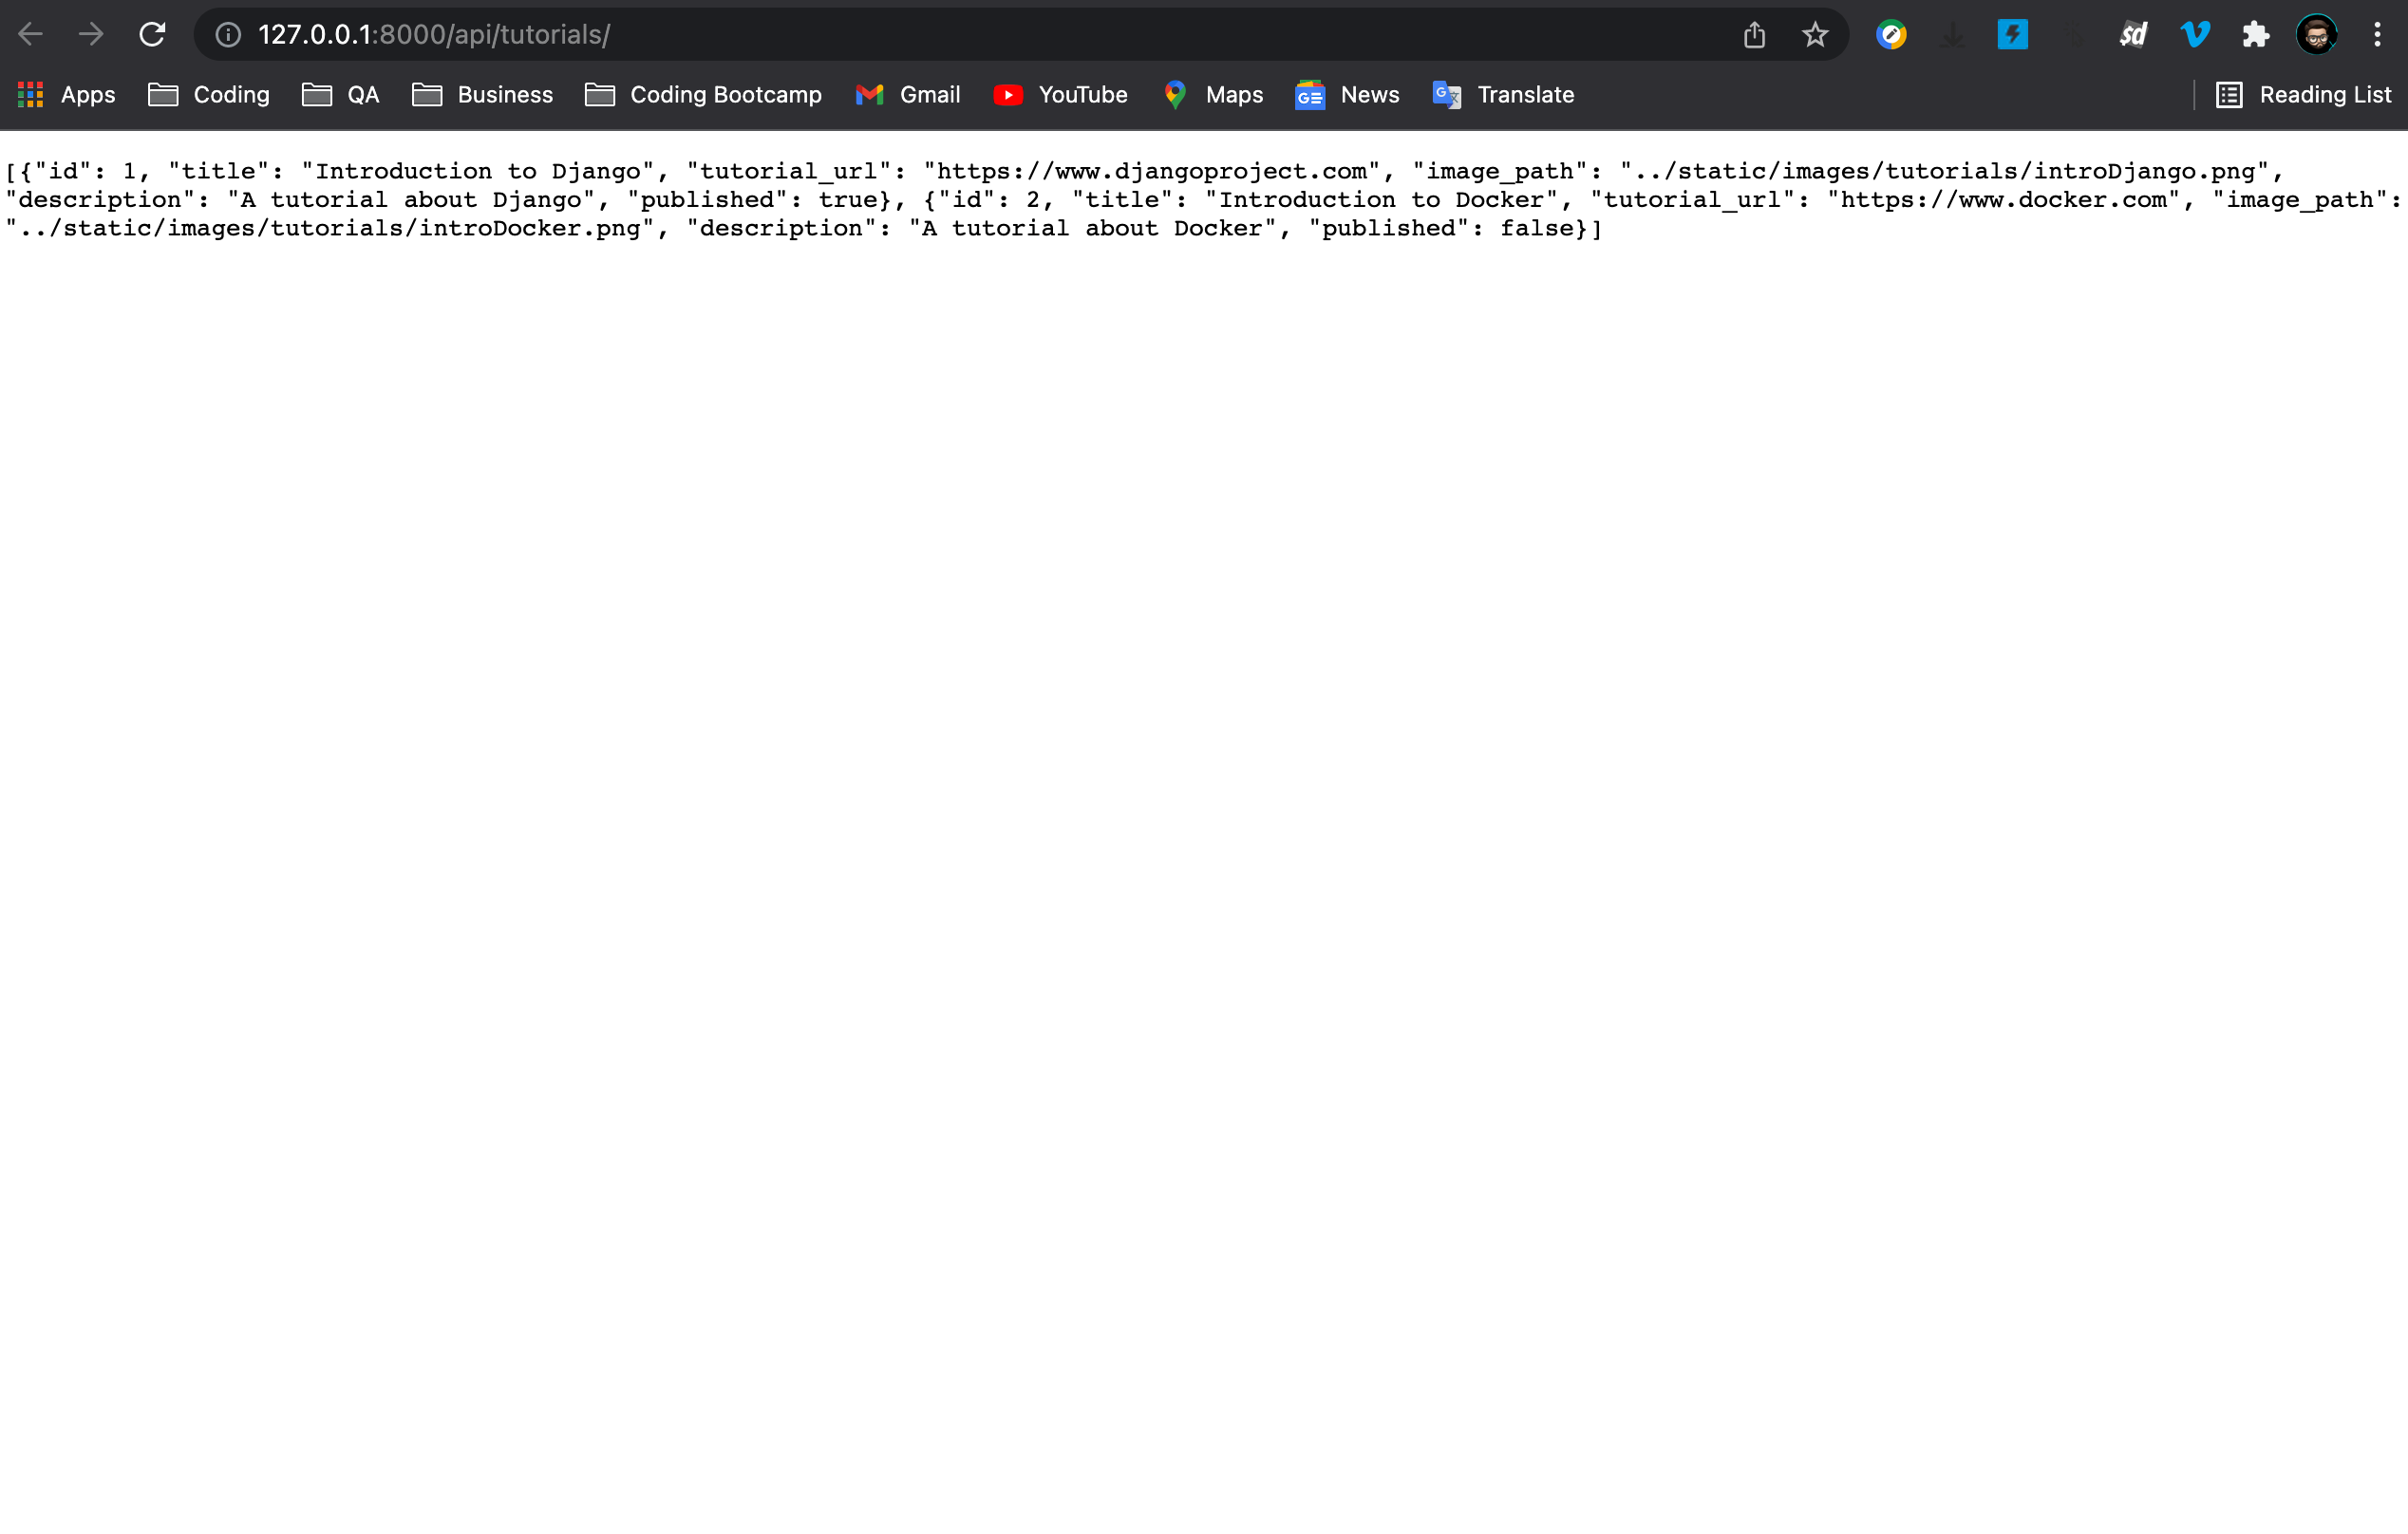 127.0.0.1:8000/api/tutorials/
Apps Coding QA Business Coding Bootcamp Gmail YouTube Maps News Translate Reading List
[{"id": 1, "title": "Introduction to Django", "tutorial_url": "https://www.djangoproject.com", "image_path": "../static/images/tutorials/introDjango.png",
"description": "A tutorial about Django", "published": true}, {"id": 2, "title": "Introduction to Docker", "tutorial_url": "https://www.docker.com", "image_path":
"../static/images/tutorials/introDocker.png", "description": "A tutorial about Docker", "published": false}]